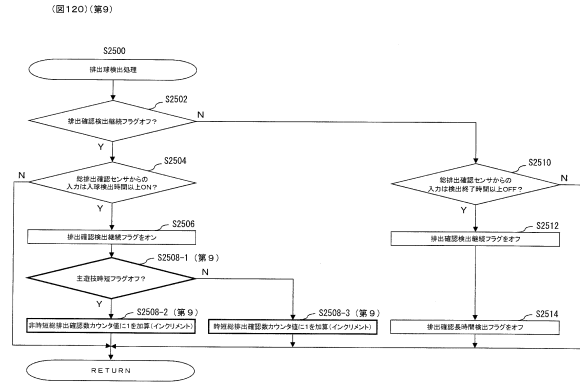 (図120)(第9)
S2500
排出球検出処理
S2502
排出確認検出継続フラグオフ？
N
Y
S2504
総排出確認センサからの
入力は入球検出時間以上ON？
N
Y
S2506
排出確認検出継続フラグをオン
S2508-1（第9）
主遊技時短フラグオフ？
N
Y
S2508-2（第9）
非時短総排出確認数カウンタ値に1を加算(インクリメント)
S2508-3（第9）
時短総排出確認数カウンタ値に1を加算(インクリメント)
S2510
総排出確認センサからの
入力は検出終了時間以上OFF？
N
Y
S2512
排出確認検出継続フラグをオフ
S2514
排出確認長時間検出フラグをオフ
RETURN